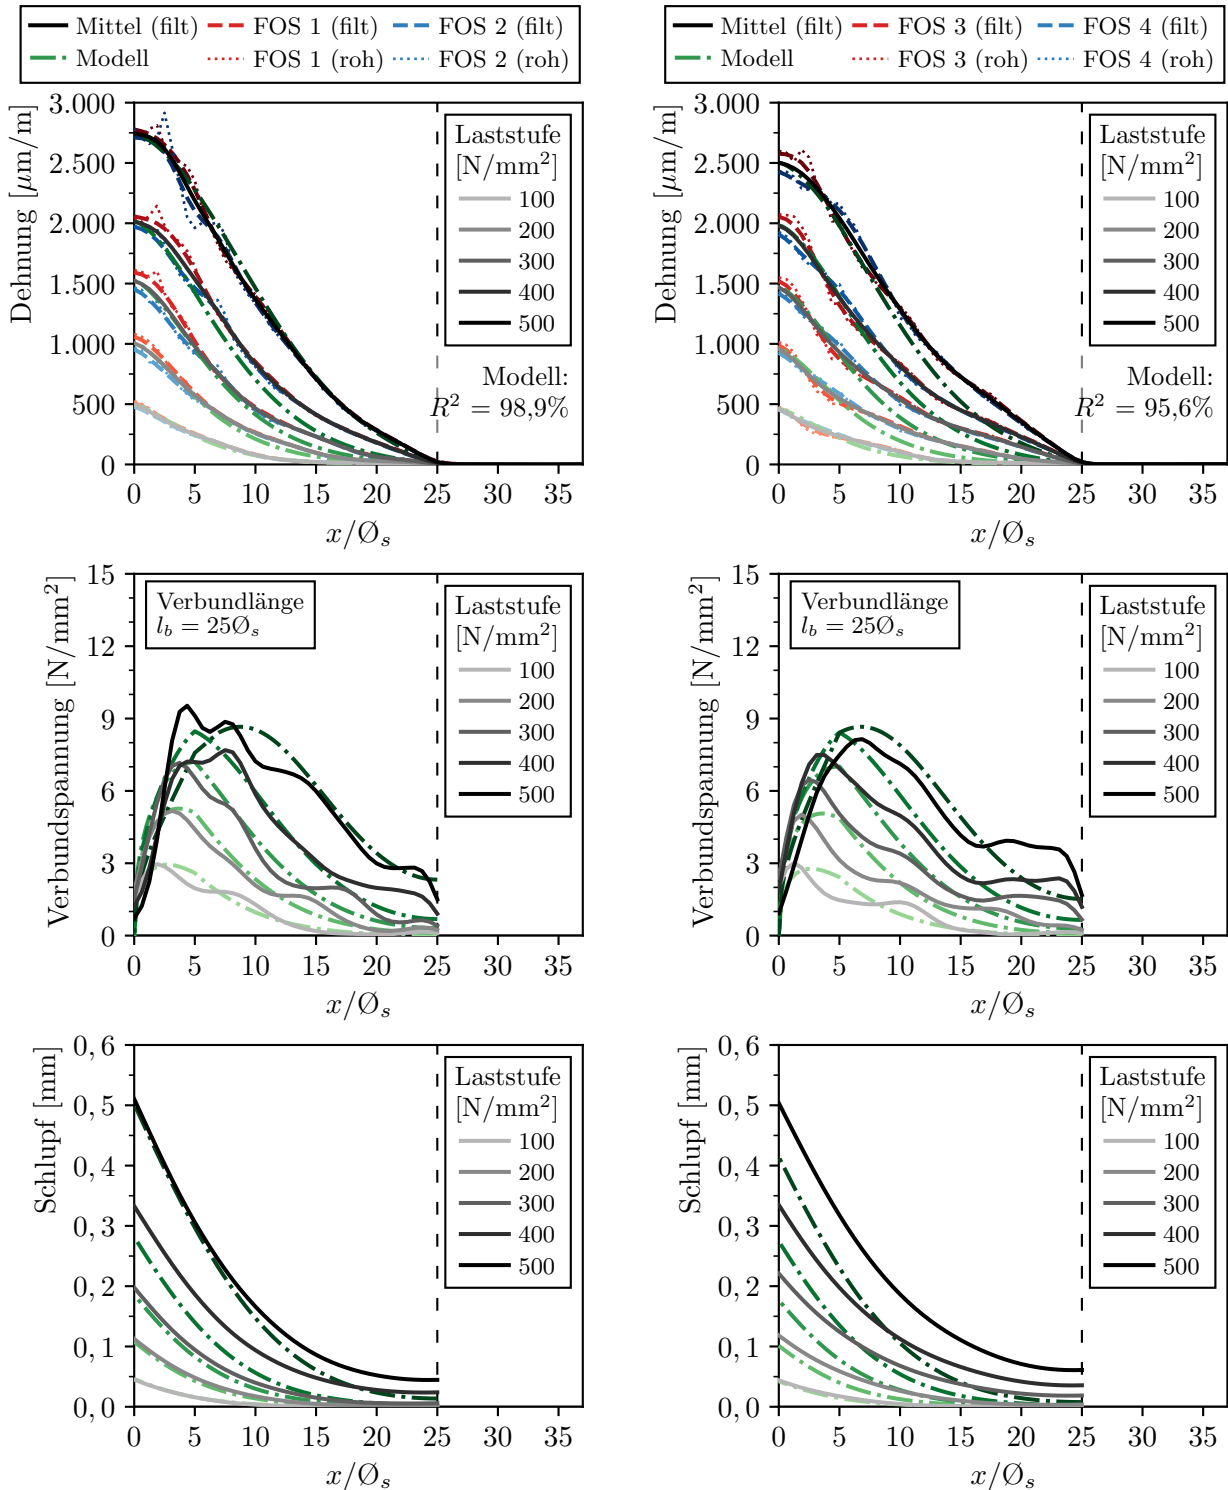 Mittel (filt) FOS 1 (filt) FOS 2 (filt)
Modell FOS 1 (roh) FOS 2 (roh)
Mittel (filt) FOS 3 (filt) FOS 4 (filt)
Modell FOS 3 (roh) FOS 4 (roh)
Dehnung [µm/m]
3.000
2.500
2.000
1.500
1.000
500
0
0 5 10 15 20 25 30 35
x/Ø_s
Laststufe
[N/mm²]
100
200
300
400
500
Modell:
R² = 98,9%
Dehnung [µm/m]
3.000
2.500
2.000
1.500
1.000
500
0
0 5 10 15 20 25 30 35
x/Ø_s
Laststufe
[N/mm²]
100
200
300
400
500
Modell:
R² = 95,6%
Verbundspannung [N/mm²]
15
12
9
6
3
0
0 5 10 15 20 25 30 35
x/Ø_s
Verbundlänge
l_b = 25Ø_s
Laststufe
[N/mm²]
100
200
300
400
500
Verbundspannung [N/mm²]
15
12
9
6
3
0
0 5 10 15 20 25 30 35
x/Ø_s
Verbundlänge
l_b = 25Ø_s
Laststufe
[N/mm²]
100
200
300
400
500
Schlupf [mm]
0,6
0,5
0,4
0,3
0,2
0,1
0,0
0 5 10 15 20 25 30 35
x/Ø_s
Laststufe
[N/mm²]
100
200
300
400
500
Schlupf [mm]
0,6
0,5
0,4
0,3
0,2
0,1
0,0
0 5 10 15 20 25 30 35
x/Ø_s
Laststufe
[N/mm²]
100
200
300
400
500